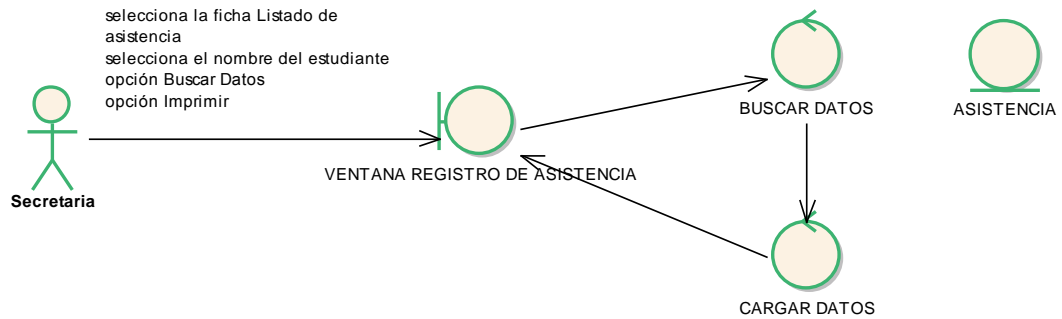 selecciona la ficha Listado de
asistencia
selecciona el nombre del estudiante
opción Buscar Datos
opción Imprimir
Secretaria
VENTANA REGISTRO DE ASISTENCIA
BUSCAR DATOS
ASISTENCIA
CARGAR DATOS